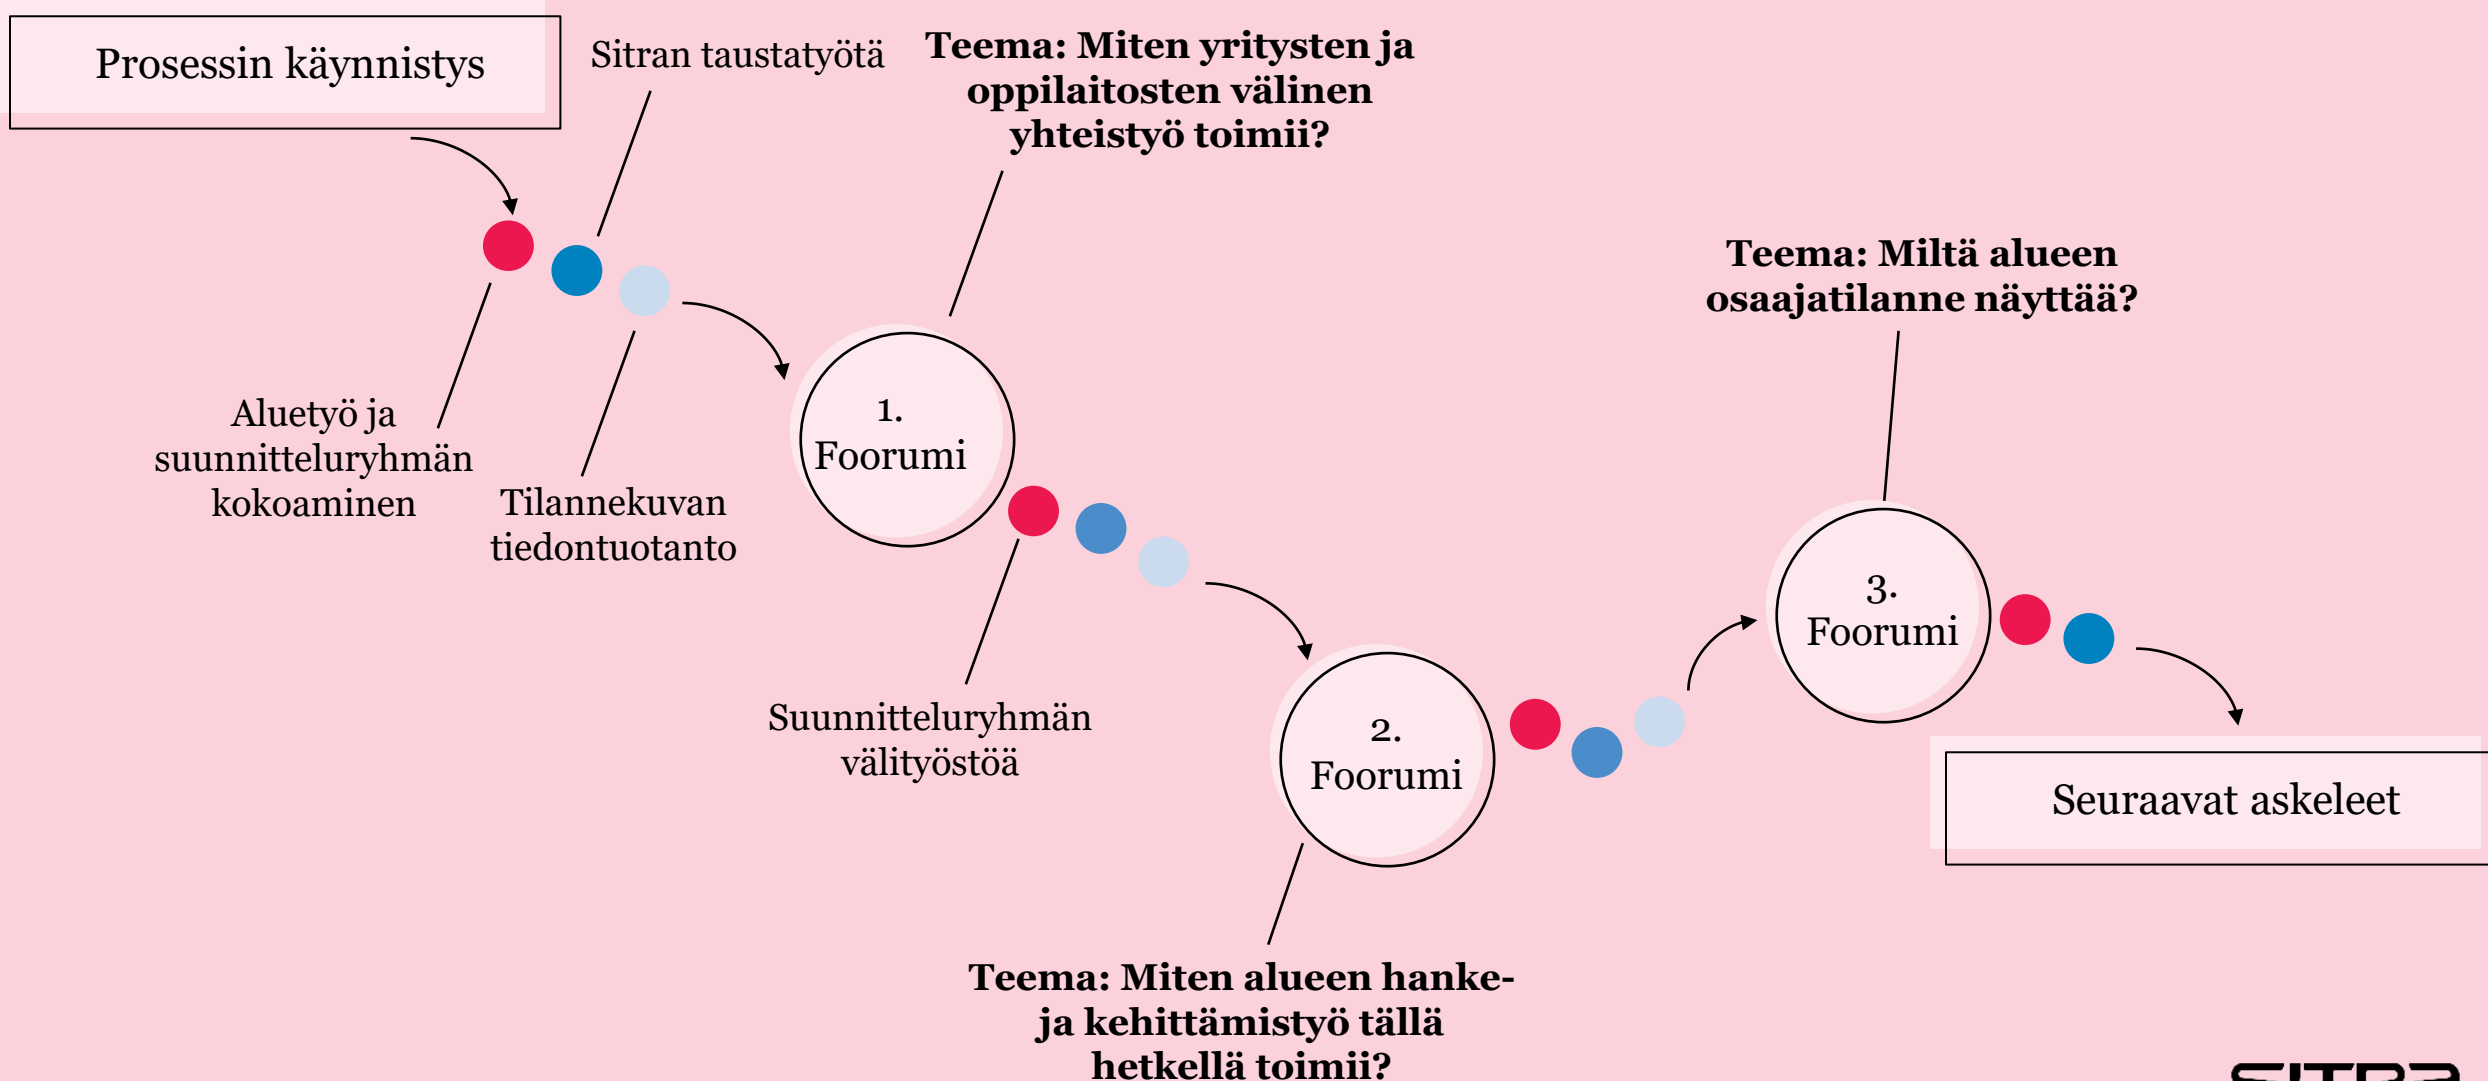 Prosessin käynnistys
Sitran taustatyötä
Teema: Miten yritysten ja
oppilaitosten välinen
yhteistyö toimii?
Aluetyö ja
suunnitteluryhmän
kokoaminen
Tilannekuvan
tiedontuotanto
1.
Foorumi
Suunnitteluryhmän
välityöstöä
2.
Foorumi
Teema: Miten alueen hanke-
ja kehittämistyö tällä
hetkellä toimii?
Teema: Miltä alueen
osaajatilanne näyttää?
3.
Foorumi
Seuraavat askeleet
SITRA